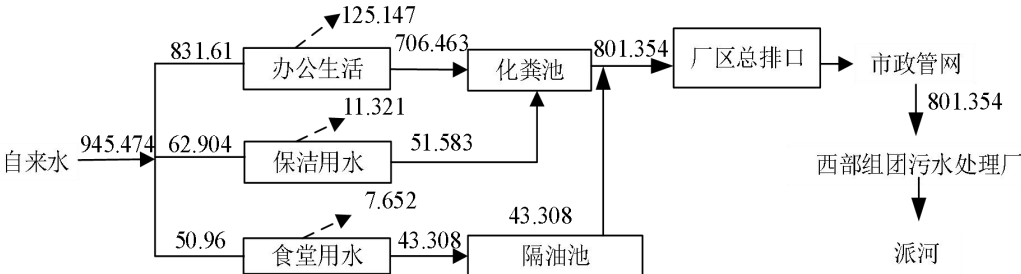 125.147
831.61
办公生活
706.463
化粪池
801.354
厂区总排口
市政管网
801.354
11.321
自来水
945.474
62.904
保洁用水
51.583
西部组团污水处理厂
7.652
50.96
食堂用水
43.308
隔油池
43.308
派河